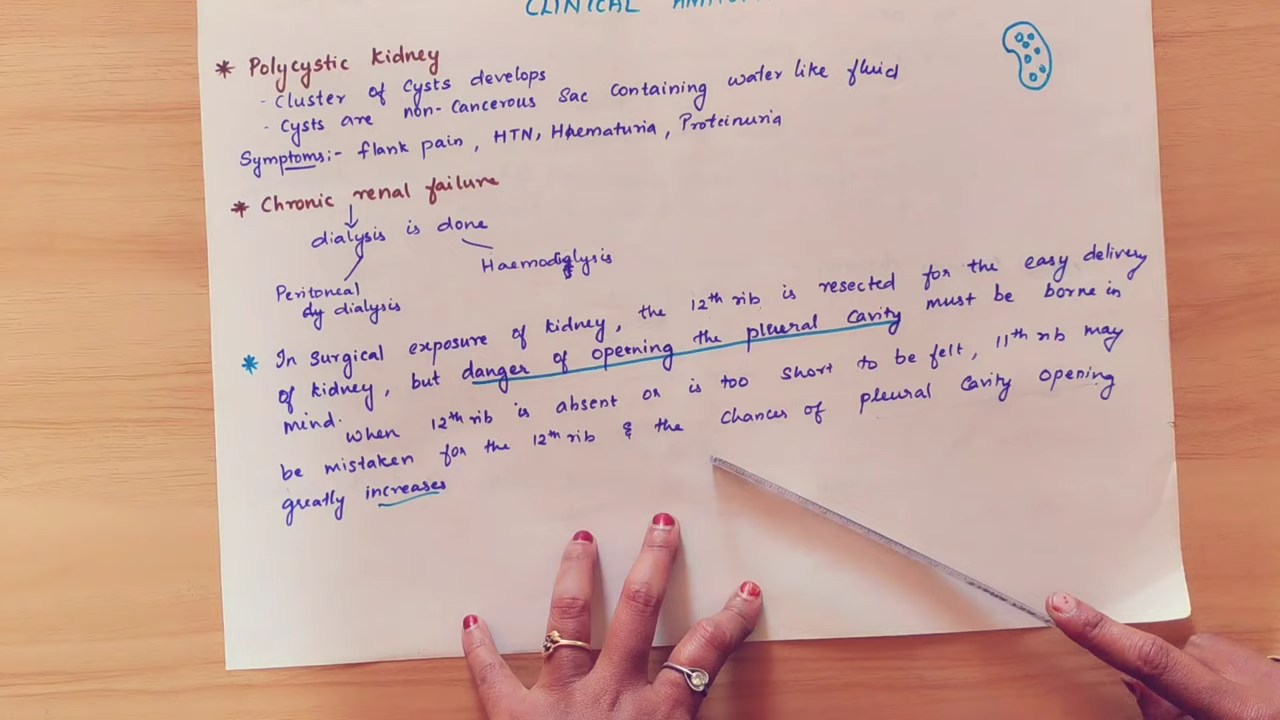 CLINICAL
* Polycystic kidney
- Cluster of Cysts develops
- Cysts are non-Cancerous Sac Containing water like fluid
Symptoms:- flank pain, HTN, Haematuria, Proteinuria
* Chronic renal failure
dialysis is done
Haemodialysis
Peritoneal
dy dialysis
* In Surgical exposure of kidney, the 12th rib is resected for the easy delivery
of kidney, but danger of opening the pleural cavity must be borne in
mind. When 12th rib is absent or is too short to be felt, 11th rib may
be mistaken for the 12th rib & the chances of pleural cavity opening
greatly increases